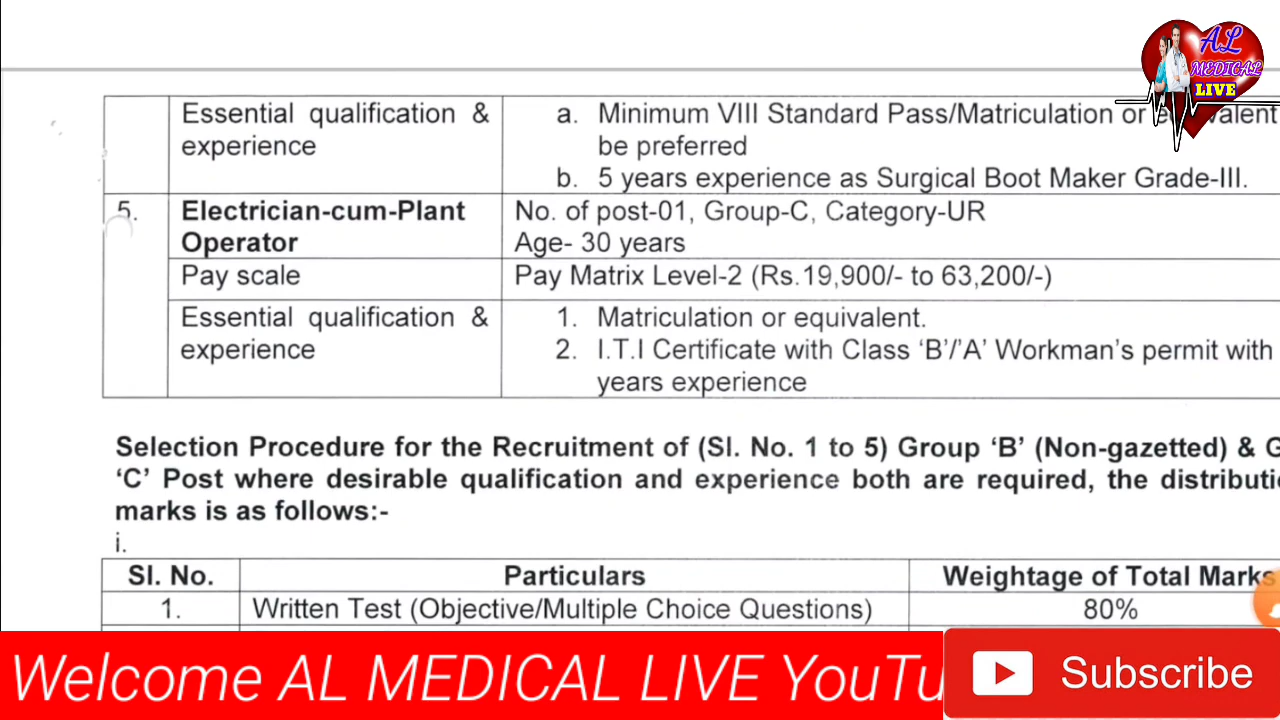 AL
MEDICAL
LIVE
Essential qualification &
experience
a. Minimum VIII Standard Pass/Matriculation or
be preferred
b. 5 years experience as Surgical Boot Maker Grade-III.
5. Electrician-cum-Plant
Operator
No. of post-01, Group-C, Category-UR
Age- 30 years
Pay scale
Pay Matrix Level-2 (Rs.19,900/- to 63,200/-)
Essential qualification &
experience
1. Matriculation or equivalent.
2. I.T.I Certificate with Class ‘B’/’A’ Workman’s permit with
years experience
Selection Procedure for the Recruitment of (Sl. No. 1 to 5) Group ‘B’ (Non-gazetted) &
‘C’ Post where desirable qualification and experience both are required, the
marks is as follows:-
i.
Sl. No. Particulars Weightage of Total Marks
1. Written Test (Objective/Multiple Choice Questions) 80%
Welcome AL MEDICAL LIVE YouTu
Subscribe